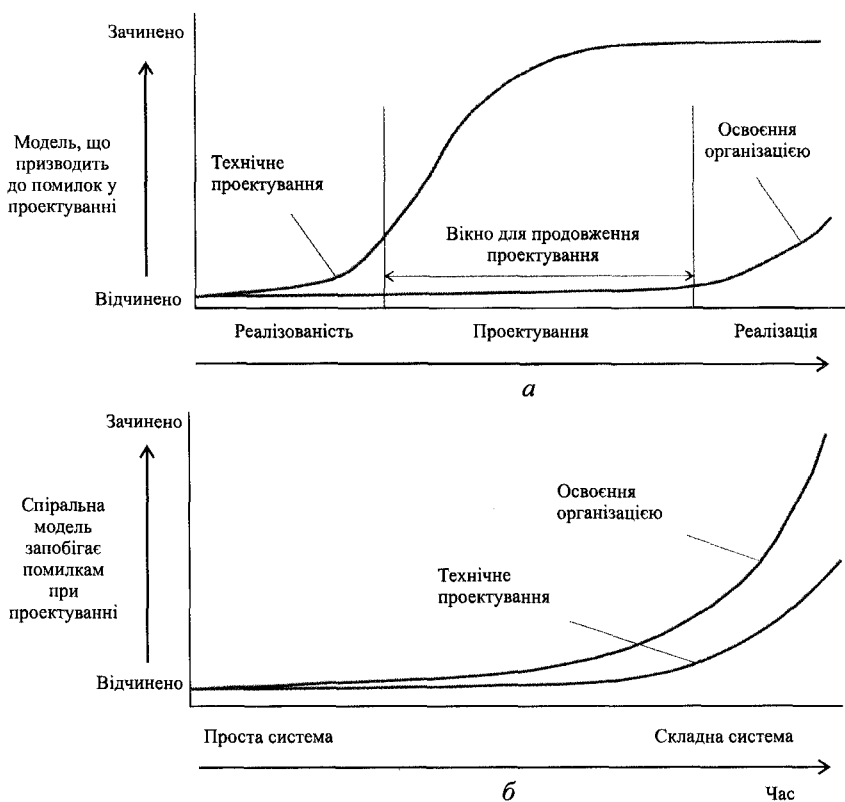 Зачинено
Модель, що
призводить
до помилок у
проектуванні
Технічне
проектування
Освоєння
організацією
Вікно для продовження
проектування
Відчинено
Реалізованість
Проектування
Реалізація
а
Зачинено
Спіральна
модель
запобігає
помилкам
при
проектуванні
Освоєння
організацією
Технічне
проектування
Відчинено
Проста система
Складна система
б
Час